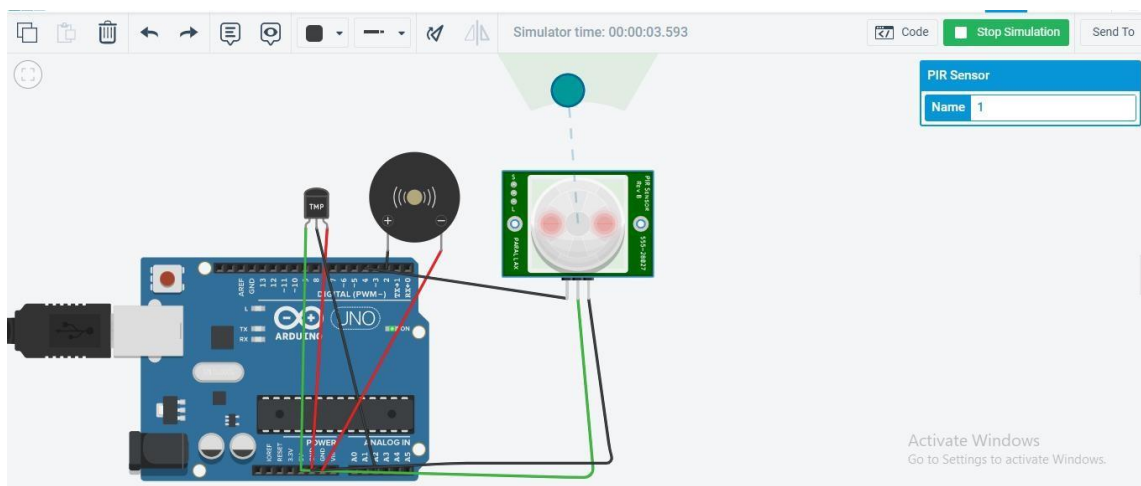 Simulator time: 00:00:03.593
Code
Stop Simulation
Send To
PIR Sensor
Name 1
TMP
+
−
PIR SENSOR
Rev B
PARALLAX
555-28027
S
L
AREF
GND
13
12
~11
~10
~9
8
7
~6
~5
4
~3
2
TX→1
RX←0
DIGITAL (PWM~)
L
TX
RX
ARDUINO
UNO
ON
IOREF
RESET
3.3V
POWER
GND
ANALOG IN
A0
A1
A2
A3
A4
A5
Activate Windows
Go to Settings to activate Windows.